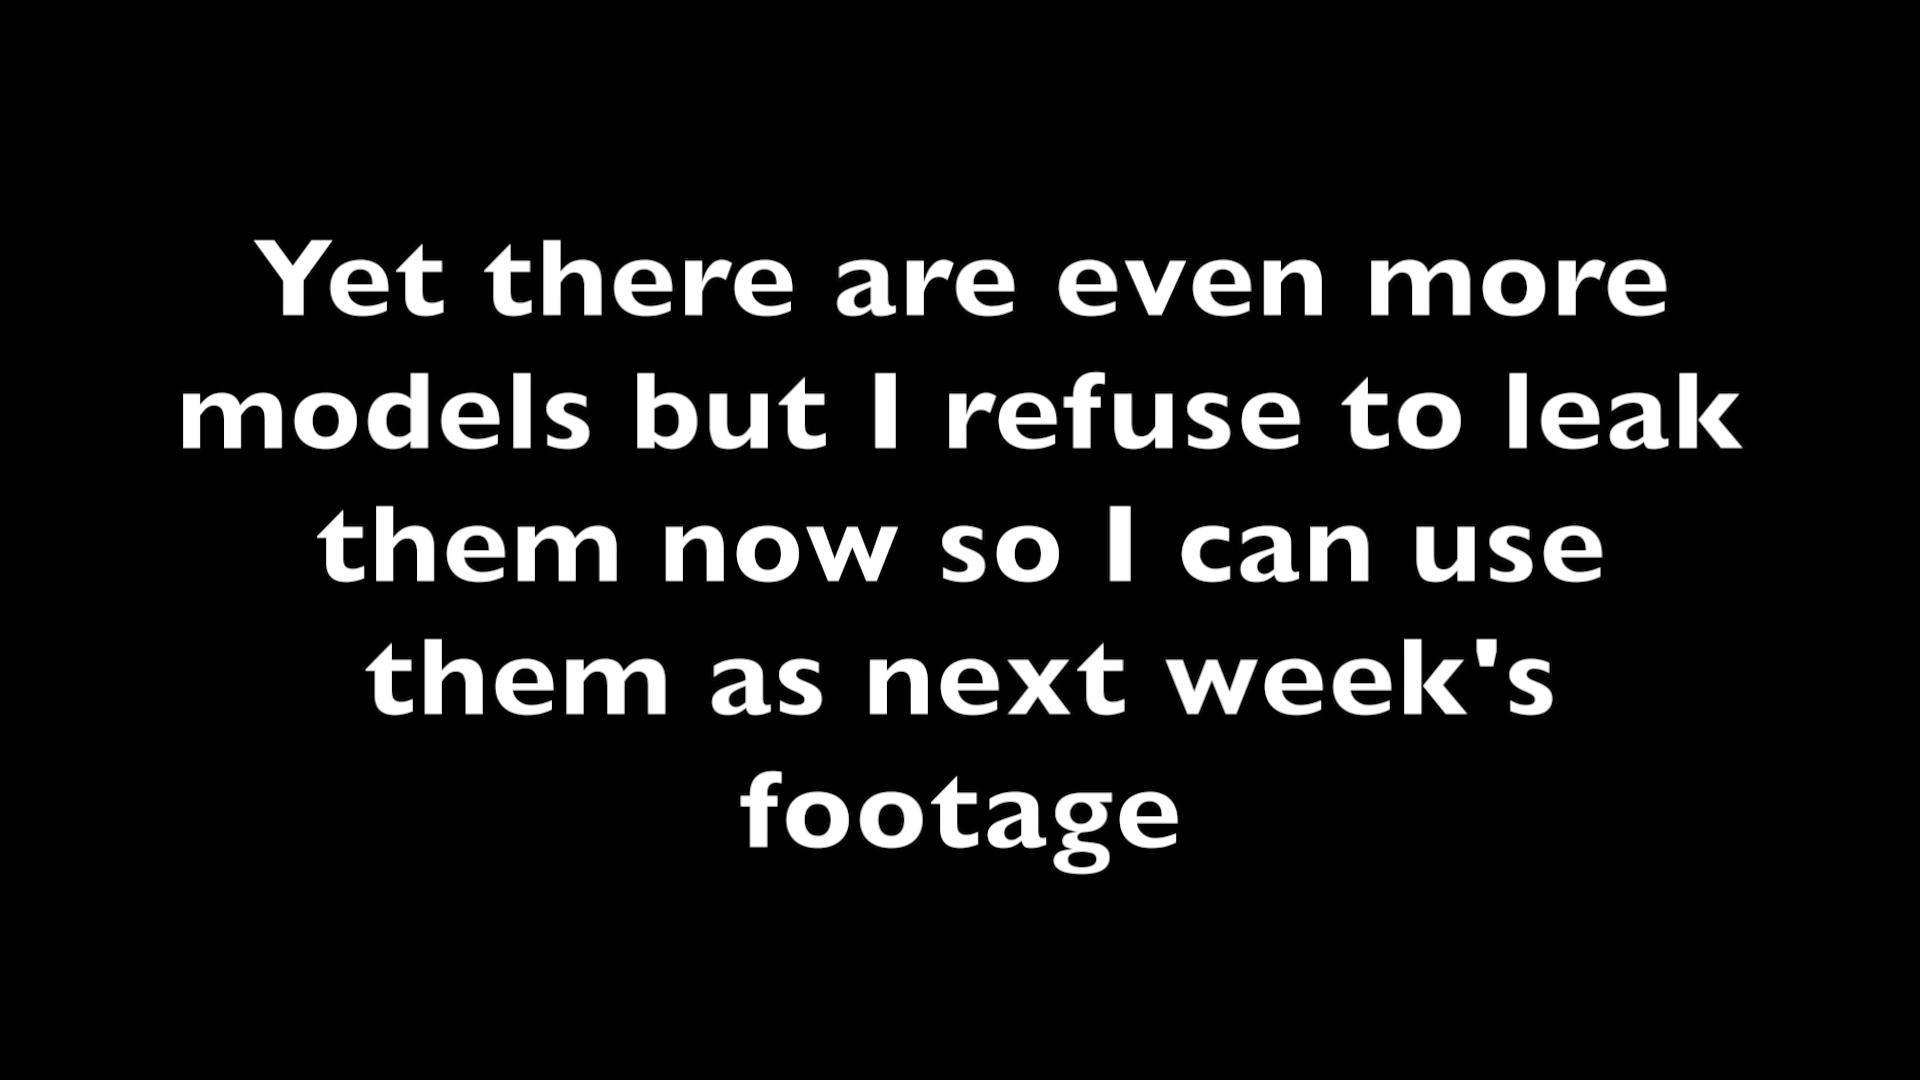 Yet there are even more
models but I refuse to leak
them now so I can use
them as next week's
footage